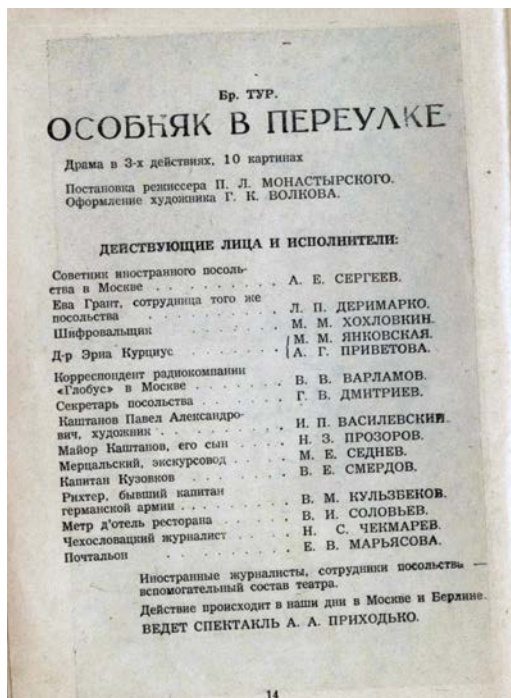 Бр. ТУР.
ОСОБНЯК В ПЕРЕУЛКЕ
Драма в 3-х действиях, 10 картинах
Постановка режиссера П. Л. МОНАСТЫРСКОГО.
Оформление художника Г. К. ВОЛКОВА.
ДЕЙСТВУЮЩИЕ ЛИЦА И ИСПОЛНИТЕЛИ:
Советник иностранного посоль-
ства в Москве . . . . . . . . А. Е. СЕРГЕЕВ.
Ева Грант, сотрудница того же
посольства . . . . . . . . Л. П. ДЕРИМАРКО.
Шифровальщик . . . . . . . М. М. ХОХЛОВКИН.
Д-р Эрна Курциус . . . . . . { М. М. ЯНКОВСКАЯ.
А. Г. ПРИВЕТОВА.
Корреспондент радиокомпании
«Глобус» в Москве . . . . . . В. В. ВАРЛАМОВ.
Секретарь посольства . . . . . Г. В. ДМИТРИЕВ.
Каштанов Павел Александро-
вич, художник . . . . . . . И. П. ВАСИЛЕВСКИЙ.
Майор Каштанов, его сын . . . . Н. З. ПРОЗОРОВ.
Мерцальский, экскурсовод . . . . М. Е. СЕДНЕВ.
Капитан Кузовков . . . . . . В. Е. СМЕРДОВ.
Рихтер, бывший капитан
германской армии . . . . . . В. М. КУЛЬЗБЕКОВ.
Метр д'отель ресторана . . . . . В. И. СОЛОВЬЕВ.
Чехословацкий журналист . . . . Н. С. ЧЕКМАРЕВ.
Почтальон . . . . . . . . Е. В. МАРЬЯСОВА.
Иностранные журналисты, сотрудники посольства —
вспомогательный состав театра.
Действие происходит в наши дни в Москве и Берлине.
ВЕДЕТ СПЕКТАКЛЬ А. А. ПРИХОДЬКО.
14